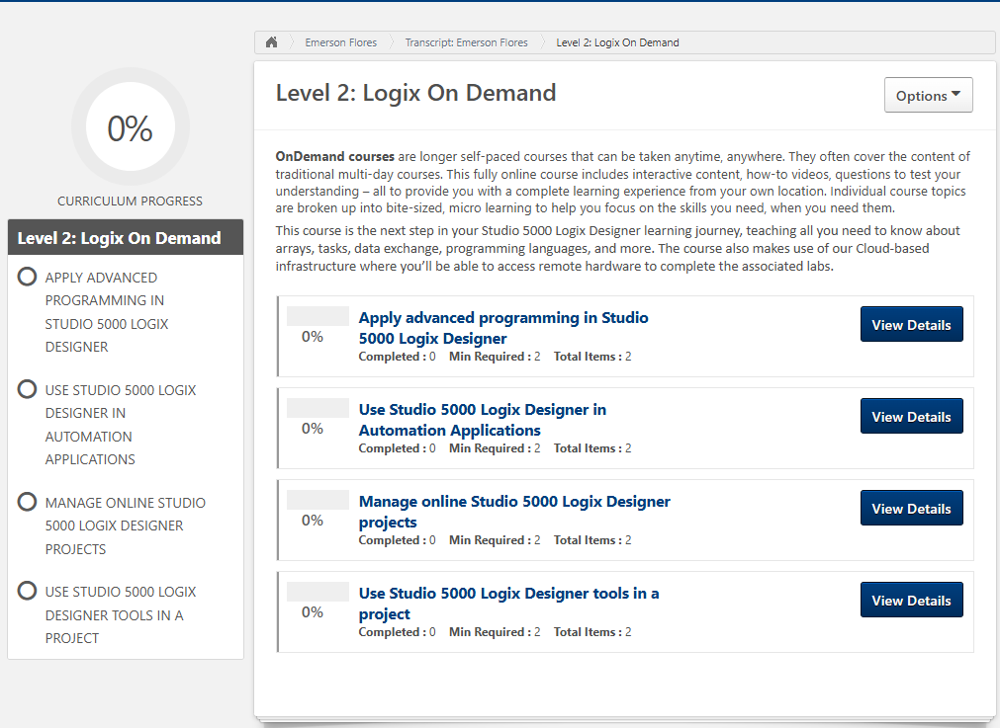 Emerson Flores
Transcript: Emerson Flores
Level 2: Logix On Demand
0%
CURRICULUM PROGRESS
Level 2: Logix On Demand
APPLY ADVANCED
PROGRAMMING IN
STUDIO 5000 LOGIX
DESIGNER
USE STUDIO 5000 LOGIX
DESIGNER IN
AUTOMATION
APPLICATIONS
MANAGE ONLINE STUDIO
5000 LOGIX DESIGNER
PROJECTS
USE STUDIO 5000 LOGIX
DESIGNER TOOLS IN A
PROJECT
Level 2: Logix On Demand
Options
OnDemand courses are longer self-paced courses that can be taken anytime, anywhere. They often cover the content of
traditional multi-day courses. This fully online course includes interactive content, how-to videos, questions to test your
understanding – all to provide you with a complete learning experience from your own location. Individual course topics
are broken up into bite-sized, micro learning to help you focus on the skills you need, when you need them.
This course is the next step in your Studio 5000 Logix Designer learning journey, teaching all you need to know about
arrays, tasks, data exchange, programming languages, and more. The course also makes use of our Cloud-based
infrastructure where you’ll be able to access remote hardware to complete the associated labs.
0%
Apply advanced programming in Studio
5000 Logix Designer
Completed : 0 Min Required : 2 Total Items : 2
View Details
0%
Use Studio 5000 Logix Designer in
Automation Applications
Completed : 0 Min Required : 2 Total Items : 2
View Details
0%
Manage online Studio 5000 Logix Designer
projects
Completed : 0 Min Required : 2 Total Items : 2
View Details
0%
Use Studio 5000 Logix Designer tools in a
project
Completed : 0 Min Required : 2 Total Items : 2
View Details